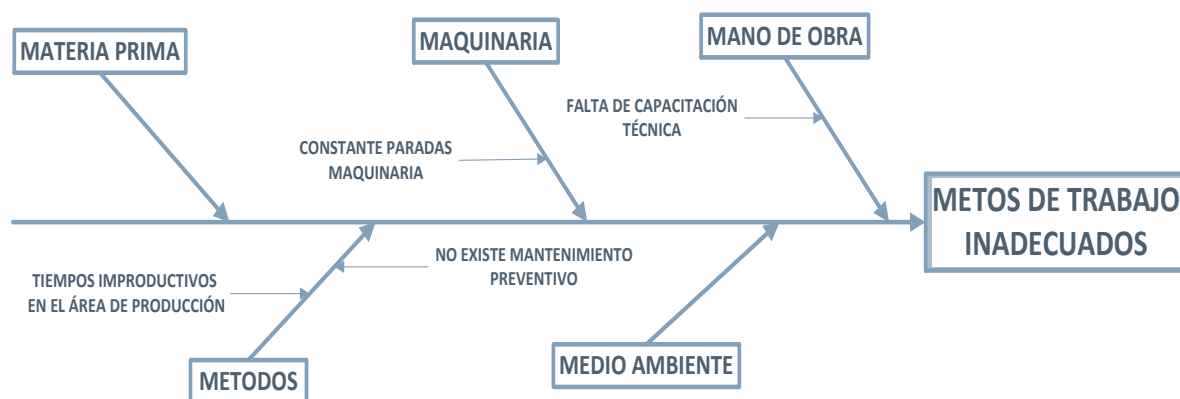 MATERIA PRIMA
MAQUINARIA
MANO DE OBRA
FALTA DE CAPACITACIÓN
TÉCNICA
CONSTANTE PARADAS
MAQUINARIA
METOS DE TRABAJO
INADECUADOS
NO EXISTE MANTENIMIENTO
PREVENTIVO
TIEMPOS IMPRODUCTIVOS
EN EL ÁREA DE PRODUCCIÓN
METODOS
MEDIO AMBIENTE